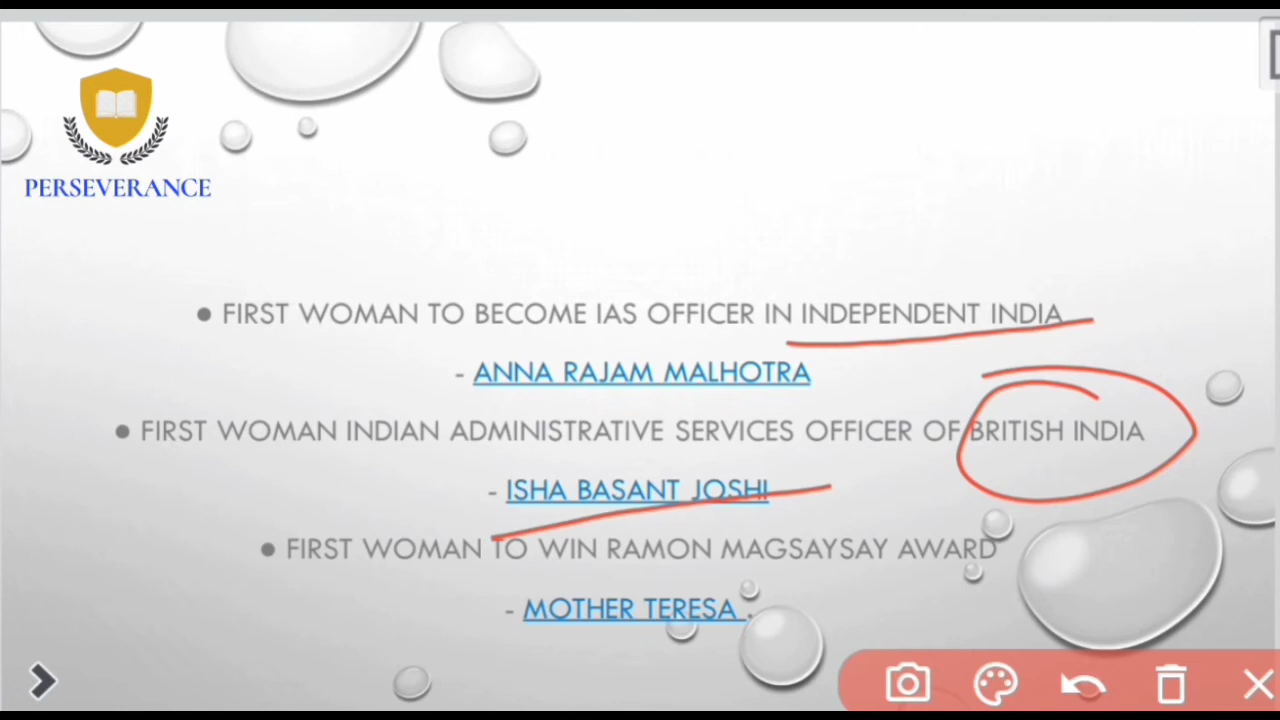 PERSEVERANCE
● FIRST WOMAN TO BECOME IAS OFFICER IN INDEPENDENT INDIA
- ANNA RAJAM MALHOTRA
● FIRST WOMAN INDIAN ADMINISTRATIVE SERVICES OFFICER OF BRITISH INDIA
- ISHA BASANT JOSHI
● FIRST WOMAN TO WIN RAMON MAGSAYSAY AWARD
- MOTHER TERESA .